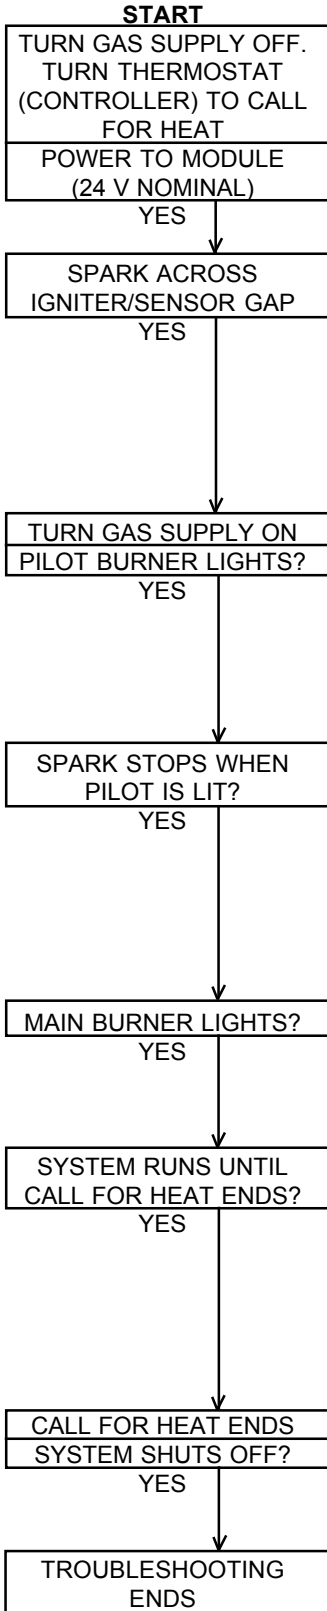 START
TURN GAS SUPPLY OFF.
TURN THERMOSTAT
(CONTROLLER) TO CALL
FOR HEAT
POWER TO MODULE
(24 V NOMINAL)
YES
SPARK ACROSS
IGNITER/SENSOR GAP
YES
TURN GAS SUPPLY ON
PILOT BURNER LIGHTS?
YES
SPARK STOPS WHEN
PILOT IS LIT?
YES
MAIN BURNER LIGHTS?
YES
SYSTEM RUNS UNTIL
CALL FOR HEAT ENDS?
YES
CALL FOR HEAT ENDS
SYSTEM SHUTS OFF?
YES
TROUBLESHOOTING
ENDS